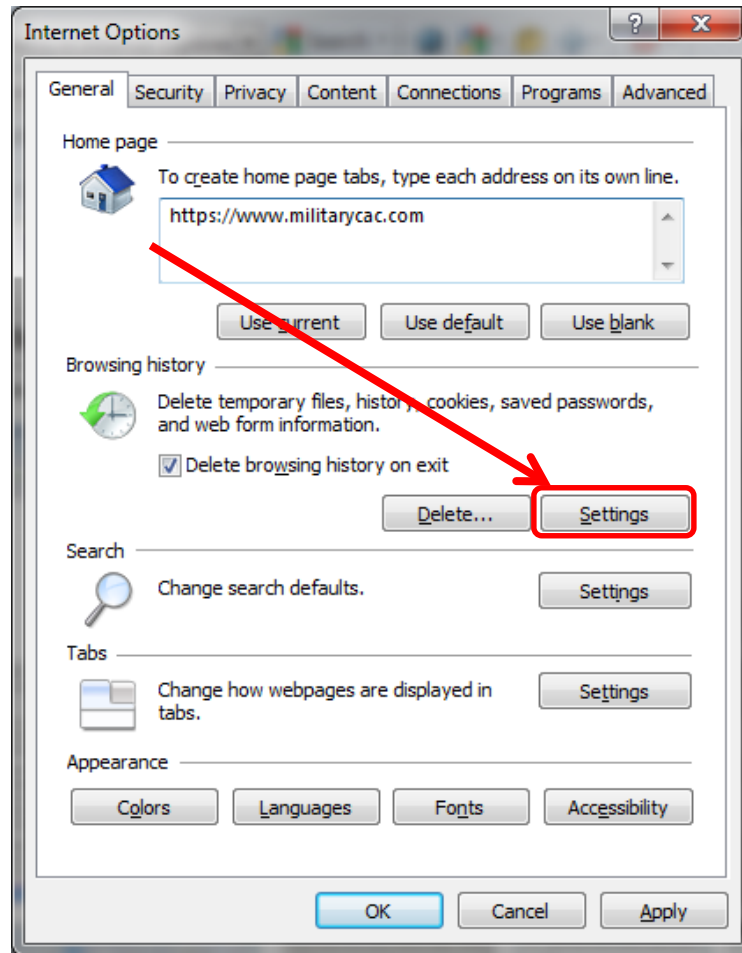 Internet Options
General Security Privacy Content Connections Programs Advanced
Home page
To create home page tabs, type each address on its own line.
https://www.militarycac.com
Use current Use default Use blank
Browsing history
Delete temporary files, history, cookies, saved passwords,
and web form information.
Delete browsing history on exit
Delete... Settings
Search
Change search defaults.
Settings
Tabs
Change how webpages are displayed in
tabs.
Settings
Appearance
Colors Languages Fonts Accessibility
OK Cancel Apply